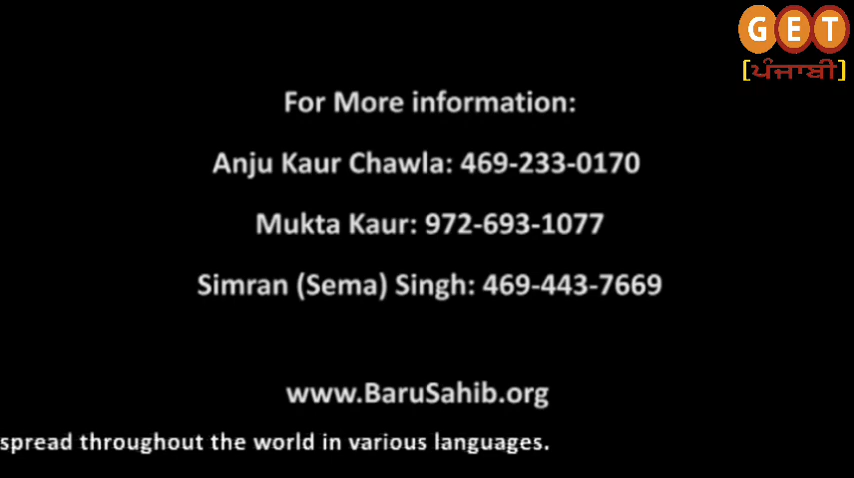 GET
[ਪੰਜਾਬੀ]
For More information:
Anju Kaur Chawla: 469-233-0170
Mukta Kaur: 972-693-1077
Simran (Sema) Singh: 469-443-7669
www.BaruSahib.org
spread throughout the world in various languages.